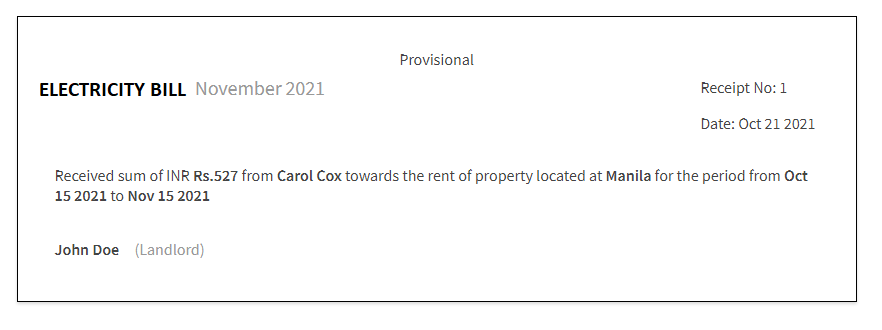 Provisional
ELECTRICITY BILL November 2021
Receipt No: 1
Date: Oct 21 2021
Received sum of INR Rs.527 from Carol Cox towards the rent of property located at Manila for the period from Oct
15 2021 to Nov 15 2021
John Doe (Landlord)